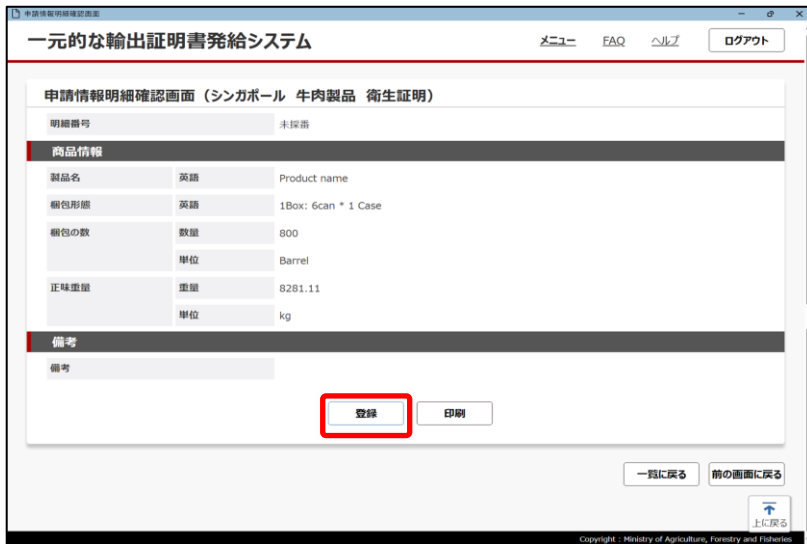 申請情報明細確認画面
一元的な輸出証明書発給システム
メニュー FAQ ヘルプ ログアウト
申請情報明細確認画面（シンガポール 牛肉製品 衛生証明）
明細番号 未採番
商品情報
製品名 英語 Product name
梱包形態 英語 1Box: 6can * 1 Case
梱包の数 数量 800
単位 Barrel
正味重量 重量 8281.11
単位 kg
備考
備考
登録 印刷
一覧に戻る 前の画面に戻る
上に戻る
Copyright : Ministry of Agriculture, Forestry and Fisheries